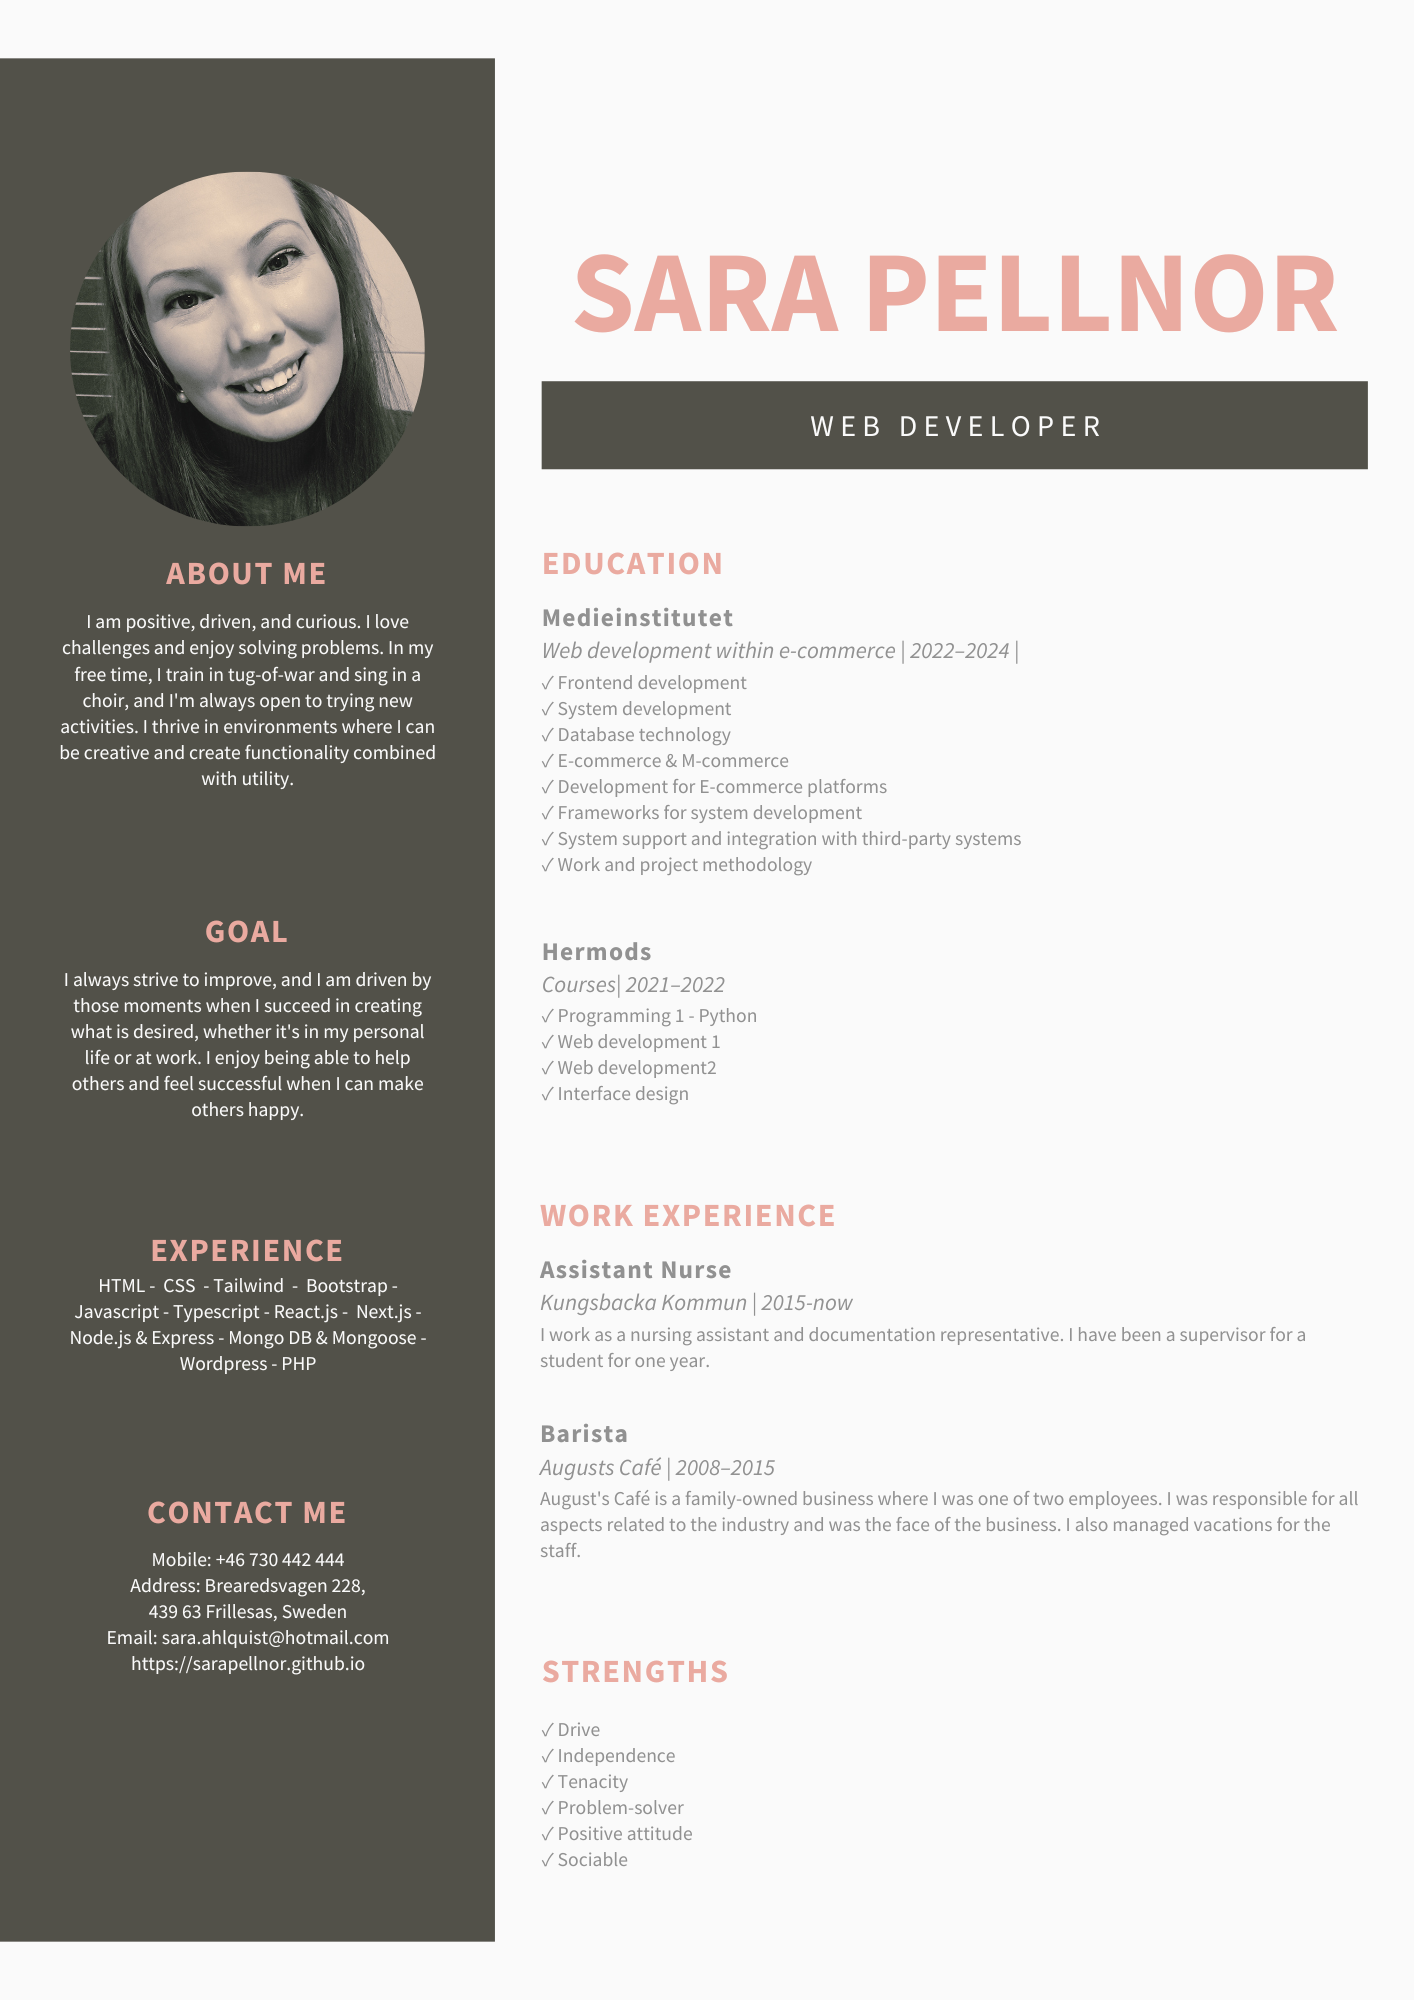 SARA PELLNOR
WEB DEVELOPER
ABOUT ME
I am positive, driven, and curious. I love
challenges and enjoy solving problems. In my
free time, I train in tug-of-war and sing in a
choir, and I'm always open to trying new
activities. I thrive in environments where I can
be creative and create functionality combined
with utility.
GOAL
I always strive to improve, and I am driven by
those moments when I succeed in creating
what is desired, whether it's in my personal
life or at work. I enjoy being able to help
others and feel successful when I can make
others happy.
EXPERIENCE
HTML - CSS - Tailwind - Bootstrap -
Javascript - Typescript - React.js - Next.js -
Node.js & Express - Mongo DB & Mongoose -
Wordpress - PHP
CONTACT ME
Mobile: +46 730 442 444
Address: Brearedsvagen 228,
439 63 Frillesas, Sweden
Email: sara.ahlquist@hotmail.com
https://sarapellnor.github.io
EDUCATION
Medieinstitutet
Web development within e-commerce | 2022–2024 |
✓ Frontend development
✓ System development
✓ Database technology
✓ E-commerce & M-commerce
✓ Development for E-commerce platforms
✓ Frameworks for system development
✓ System support and integration with third-party systems
✓ Work and project methodology
Hermods
Courses| 2021–2022
✓ Programming 1 - Python
✓ Web development 1
✓ Web development2
✓ Interface design
WORK EXPERIENCE
Assistant Nurse
Kungsbacka Kommun | 2015-now
I work as a nursing assistant and documentation representative. I have been a supervisor for a
student for one year.
Barista
Augusts Café | 2008–2015
August's Café is a family-owned business where I was one of two employees. I was responsible for all
aspects related to the industry and was the face of the business. I also managed vacations for the
staff.
STRENGTHS
✓ Drive
✓ Independence
✓ Tenacity
✓ Problem-solver
✓ Positive attitude
✓ Sociable